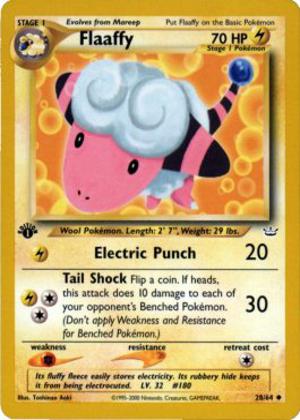 STAGE 1 Evolves from Mareep Put Flaaffy on the Basic Pokémon
Flaaffy 70 HP
Stage 1 Pokémon
EDITION
1
Wool Pokémon. Length: 2' 7", Weight: 29 lbs.
Electric Punch 20
Tail Shock Flip a coin. If heads,
this attack does 10 damage to each of
your opponent's Benched Pokémon.
(Don't apply Weakness and Resistance
for Benched Pokémon.)
30
weakness resistance retreat cost
Its fluffy fleece easily stores electricity. Its rubbery hide keeps
it from being electrocuted. LV. 32 #180
Illus. Toshinao Aoki ©1995-2000 Nintendo, Creatures, GAMEFREAK. 28/64